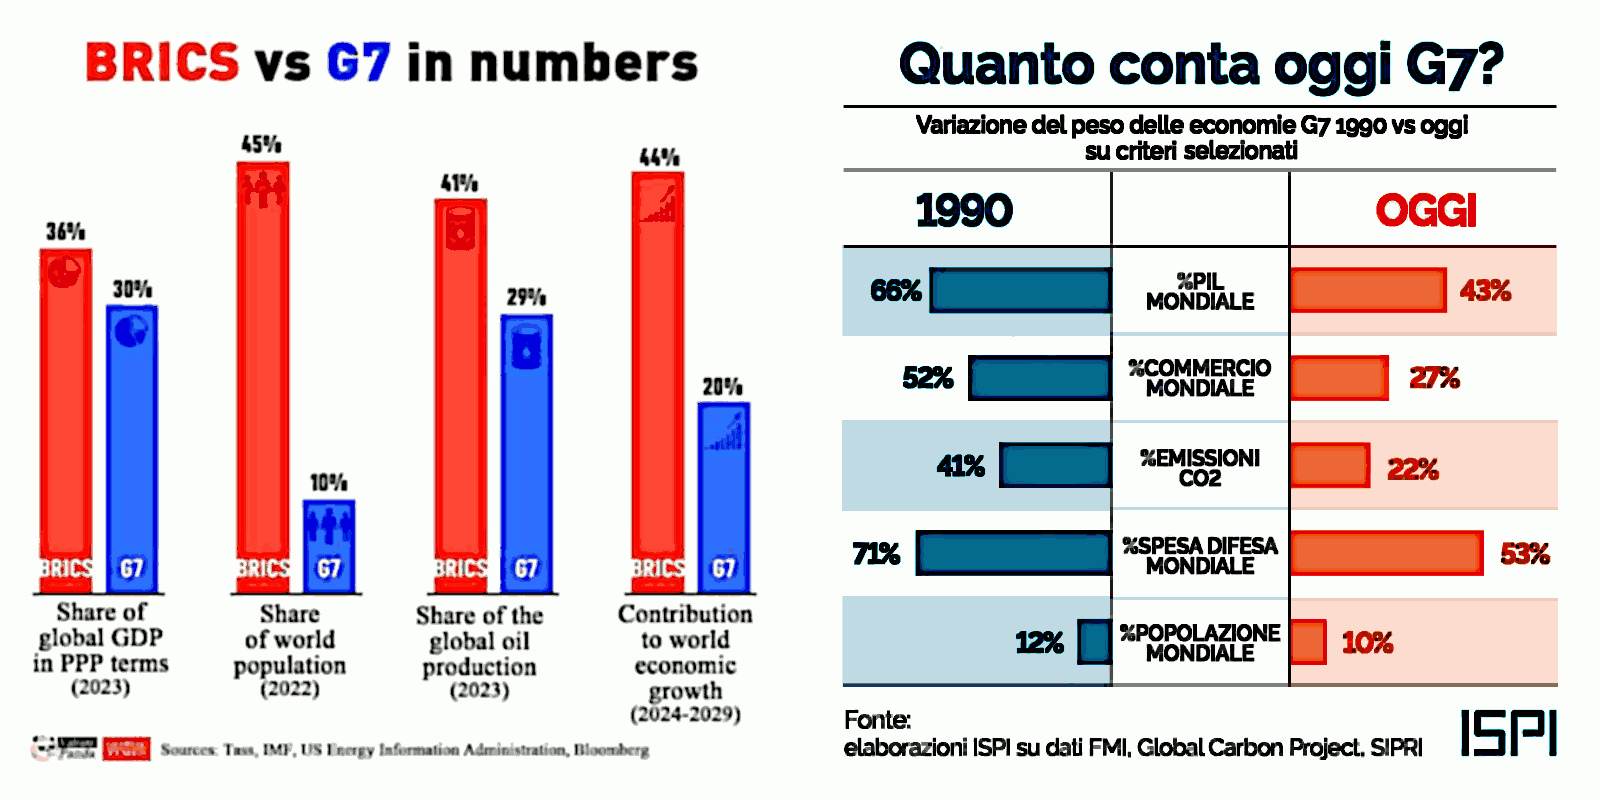 BRICS vs G7 in numbers
36%
30%
BRICS
G7
Share of
global GDP
in PPP terms
(2023)
45%
10%
BRICS
G7
Share
of world
population
(2022)
41%
29%
BRICS
G7
Share of the
global oil
production
(2023)
44%
20%
BRICS
G7
Contribution
to world
economic
growth
(2024-2029)
Sources: Tass, IMF, US Energy Information Administration, Bloomberg
Quanto conta oggi G7?
Variazione del peso delle economie G7 1990 vs oggi
su criteri selezionati
1990
OGGI
66%
%PIL
MONDIALE
43%
52%
%COMMERCIO
MONDIALE
27%
41%
%EMISSIONI
CO2
22%
71%
%SPESA DIFESA
MONDIALE
53%
12%
%POPOLAZIONE
MONDIALE
10%
Fonte:
elaborazioni ISPI su dati FMI, Global Carbon Project, SIPRI
ISPI